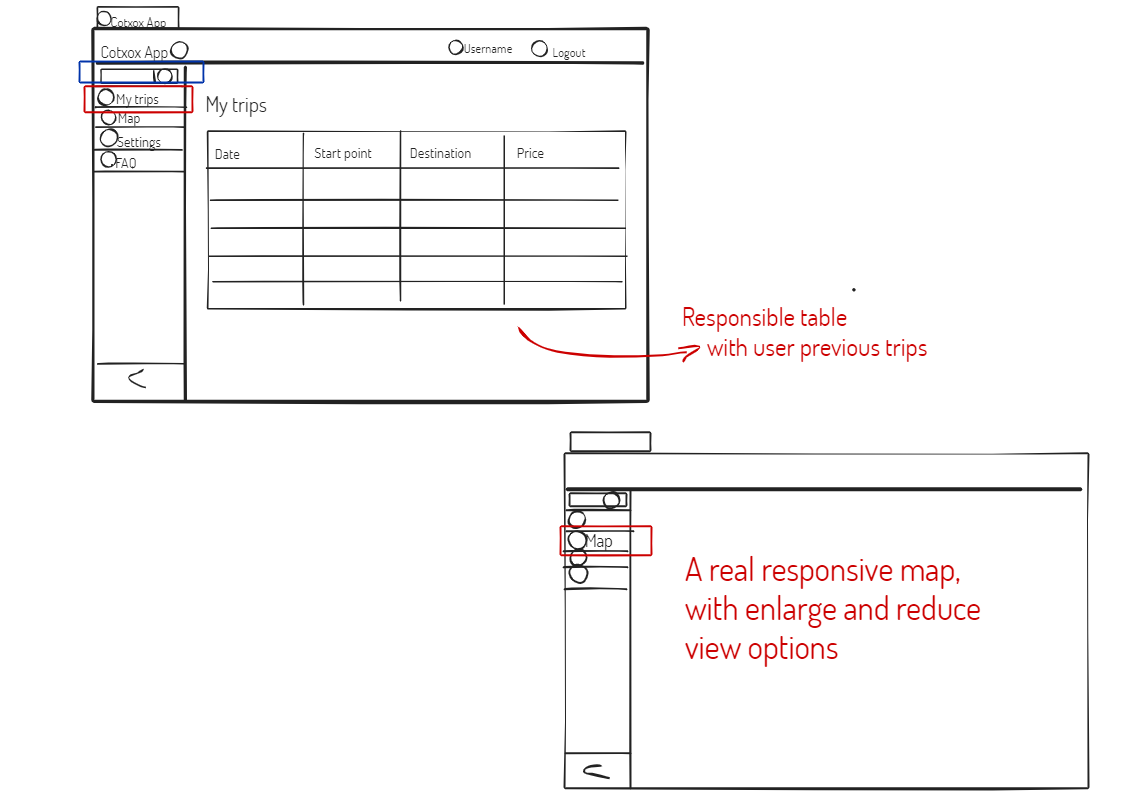 Cotxox App
Cotxox App
Username
Logout
My trips
Map
Settings
FAQ
My trips
Date
Start point
Destination
Price
Responsible table
with user previous trips
Map
A real responsive map,
with enlarge and reduce
view options